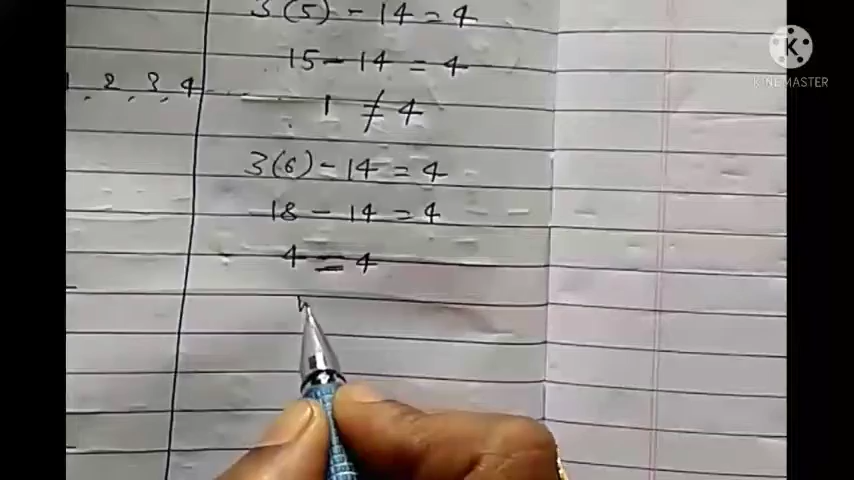 3(5) - 14 = 4
15 - 14 = 4
1, 2, 3, 4
1 ≠ 4
3(6) - 14 = 4
18 - 14 = 4
4 = 4
K
KINEMASTER